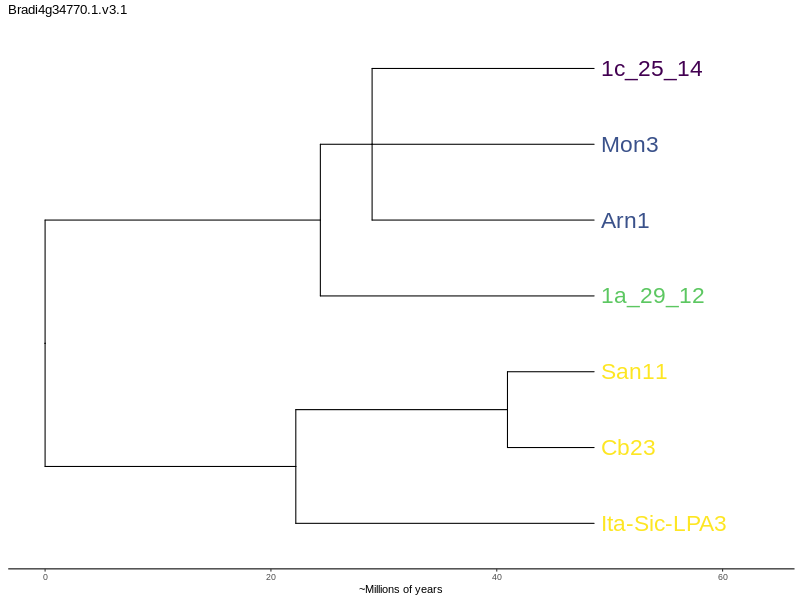 Bradi4g34770.1.v3.1
1c_25_14
Mon3
Arn1
1a_29_12
San11
Cb23
Ita-Sic-LPA3
0 20 40 60
~Millions of years